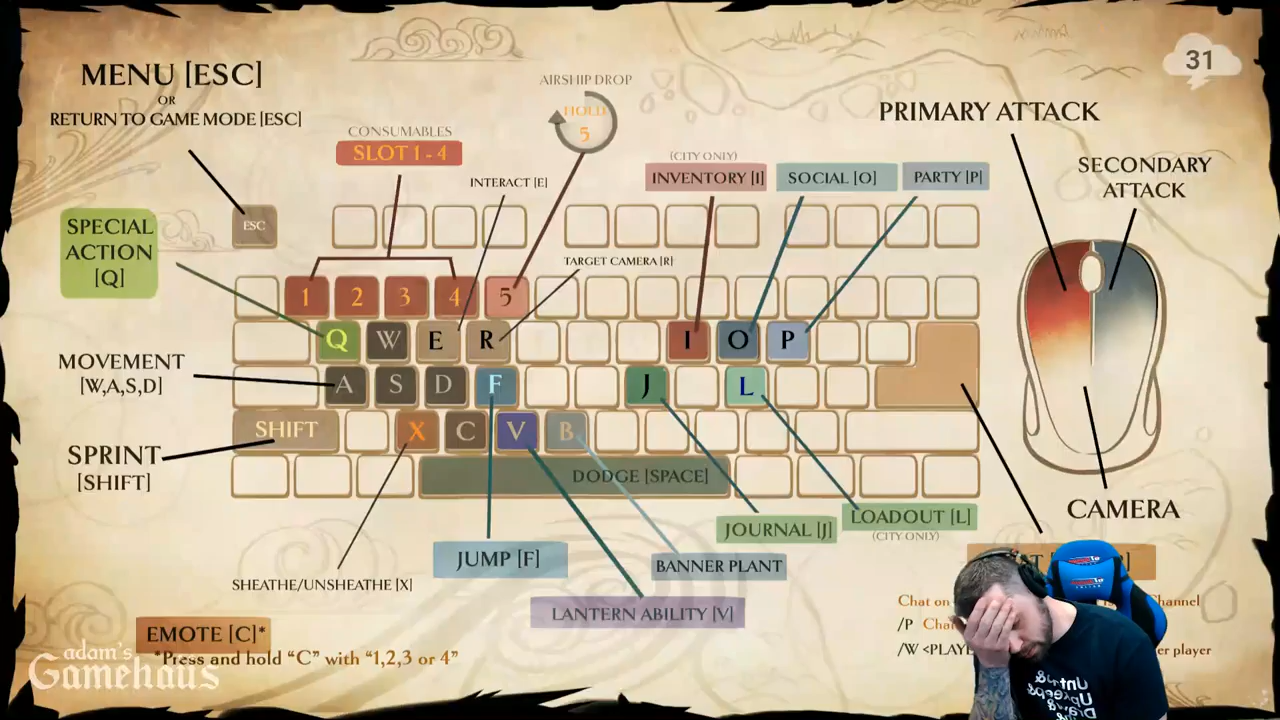 31
MENU [ESC]
OR
RETURN TO GAME MODE [ESC]
AIRSHIP DROP
HOLD
5
PRIMARY ATTACK
CONSUMABLES
SLOT 1 - 4
SECONDARY
ATTACK
INTERACT [E]
(CITY ONLY)
INVENTORY [I]
SOCIAL [O]
PARTY [P]
SPECIAL
ACTION
[Q]
ESC
TARGET CAMERA [R]
1 2 3 4 5
Q W E R I O P
MOVEMENT
[W,A,S,D]
A S D F J L
SPRINT
[SHIFT]
SHIFT X C V B
DODGE [SPACE]
CAMERA
JOURNAL [J]
LOADOUT [L]
(CITY ONLY)
JUMP [F]
BANNER PLANT
SHEATHE/UNSHEATHE [X]
LANTERN ABILITY [V]
Chat on
Channel
/P
/W
player
EMOTE [C]*
*Press and hold “C” with “1,2,3 or 4”
adam's
Gamehaus